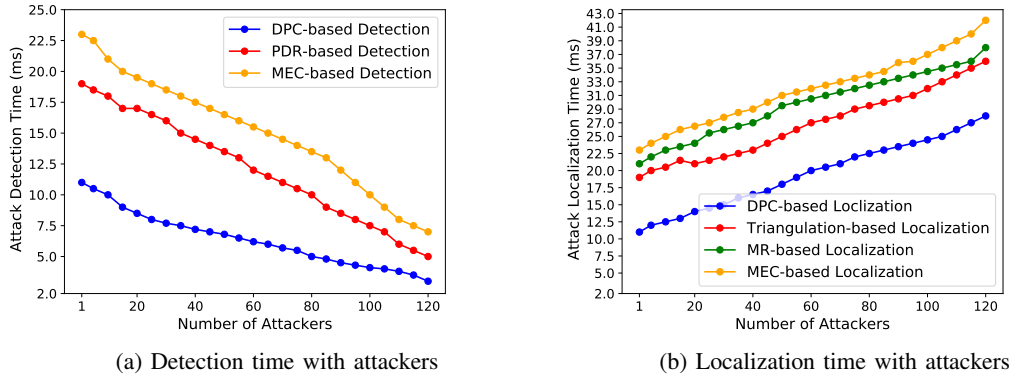 25.0
22.5
20.0
17.5
15.0
12.5
10.0
7.5
5.0
2.0
Attack Detection Time (ms)
DPC-based Detection
PDR-based Detection
MEC-based Detection
1 20 40 60 80 100 120
Number of Attackers
(a) Detection time with attackers
43.0
41.0
39.0
37.0
35.0
33.0
31.0
29.0
27.0
25.0
22.5
20.0
17.5
15.0
12.5
10.0
7.5
5.0
2.0
Attack Localization Time (ms)
DPC-based Loclization
Triangulation-based Localization
MR-based Localization
MEC-based Localization
1 20 40 60 80 100 120
Number of Attackers
(b) Localization time with attackers